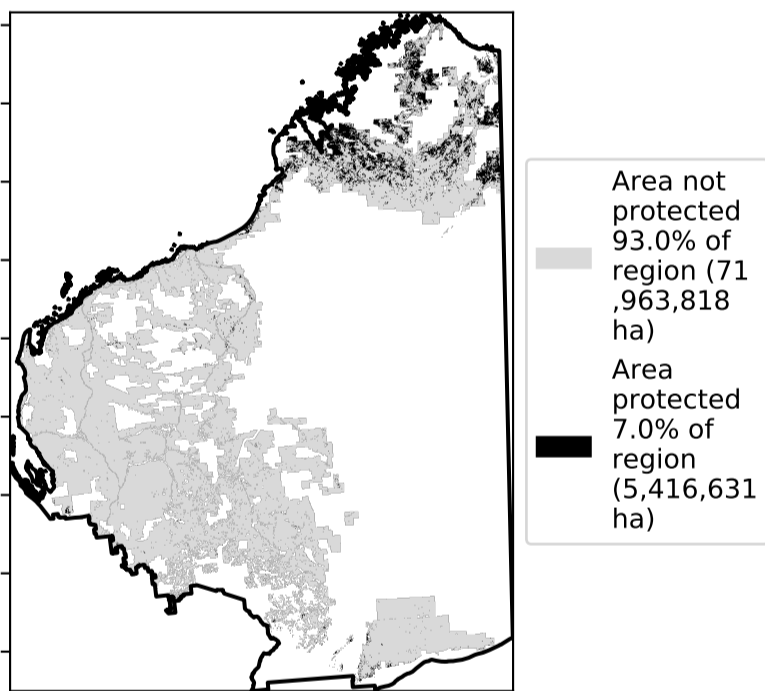 Area not
protected
93.0% of
region (71
,963,818
ha)
Area
protected
7.0% of
region
(5,416,631
ha)